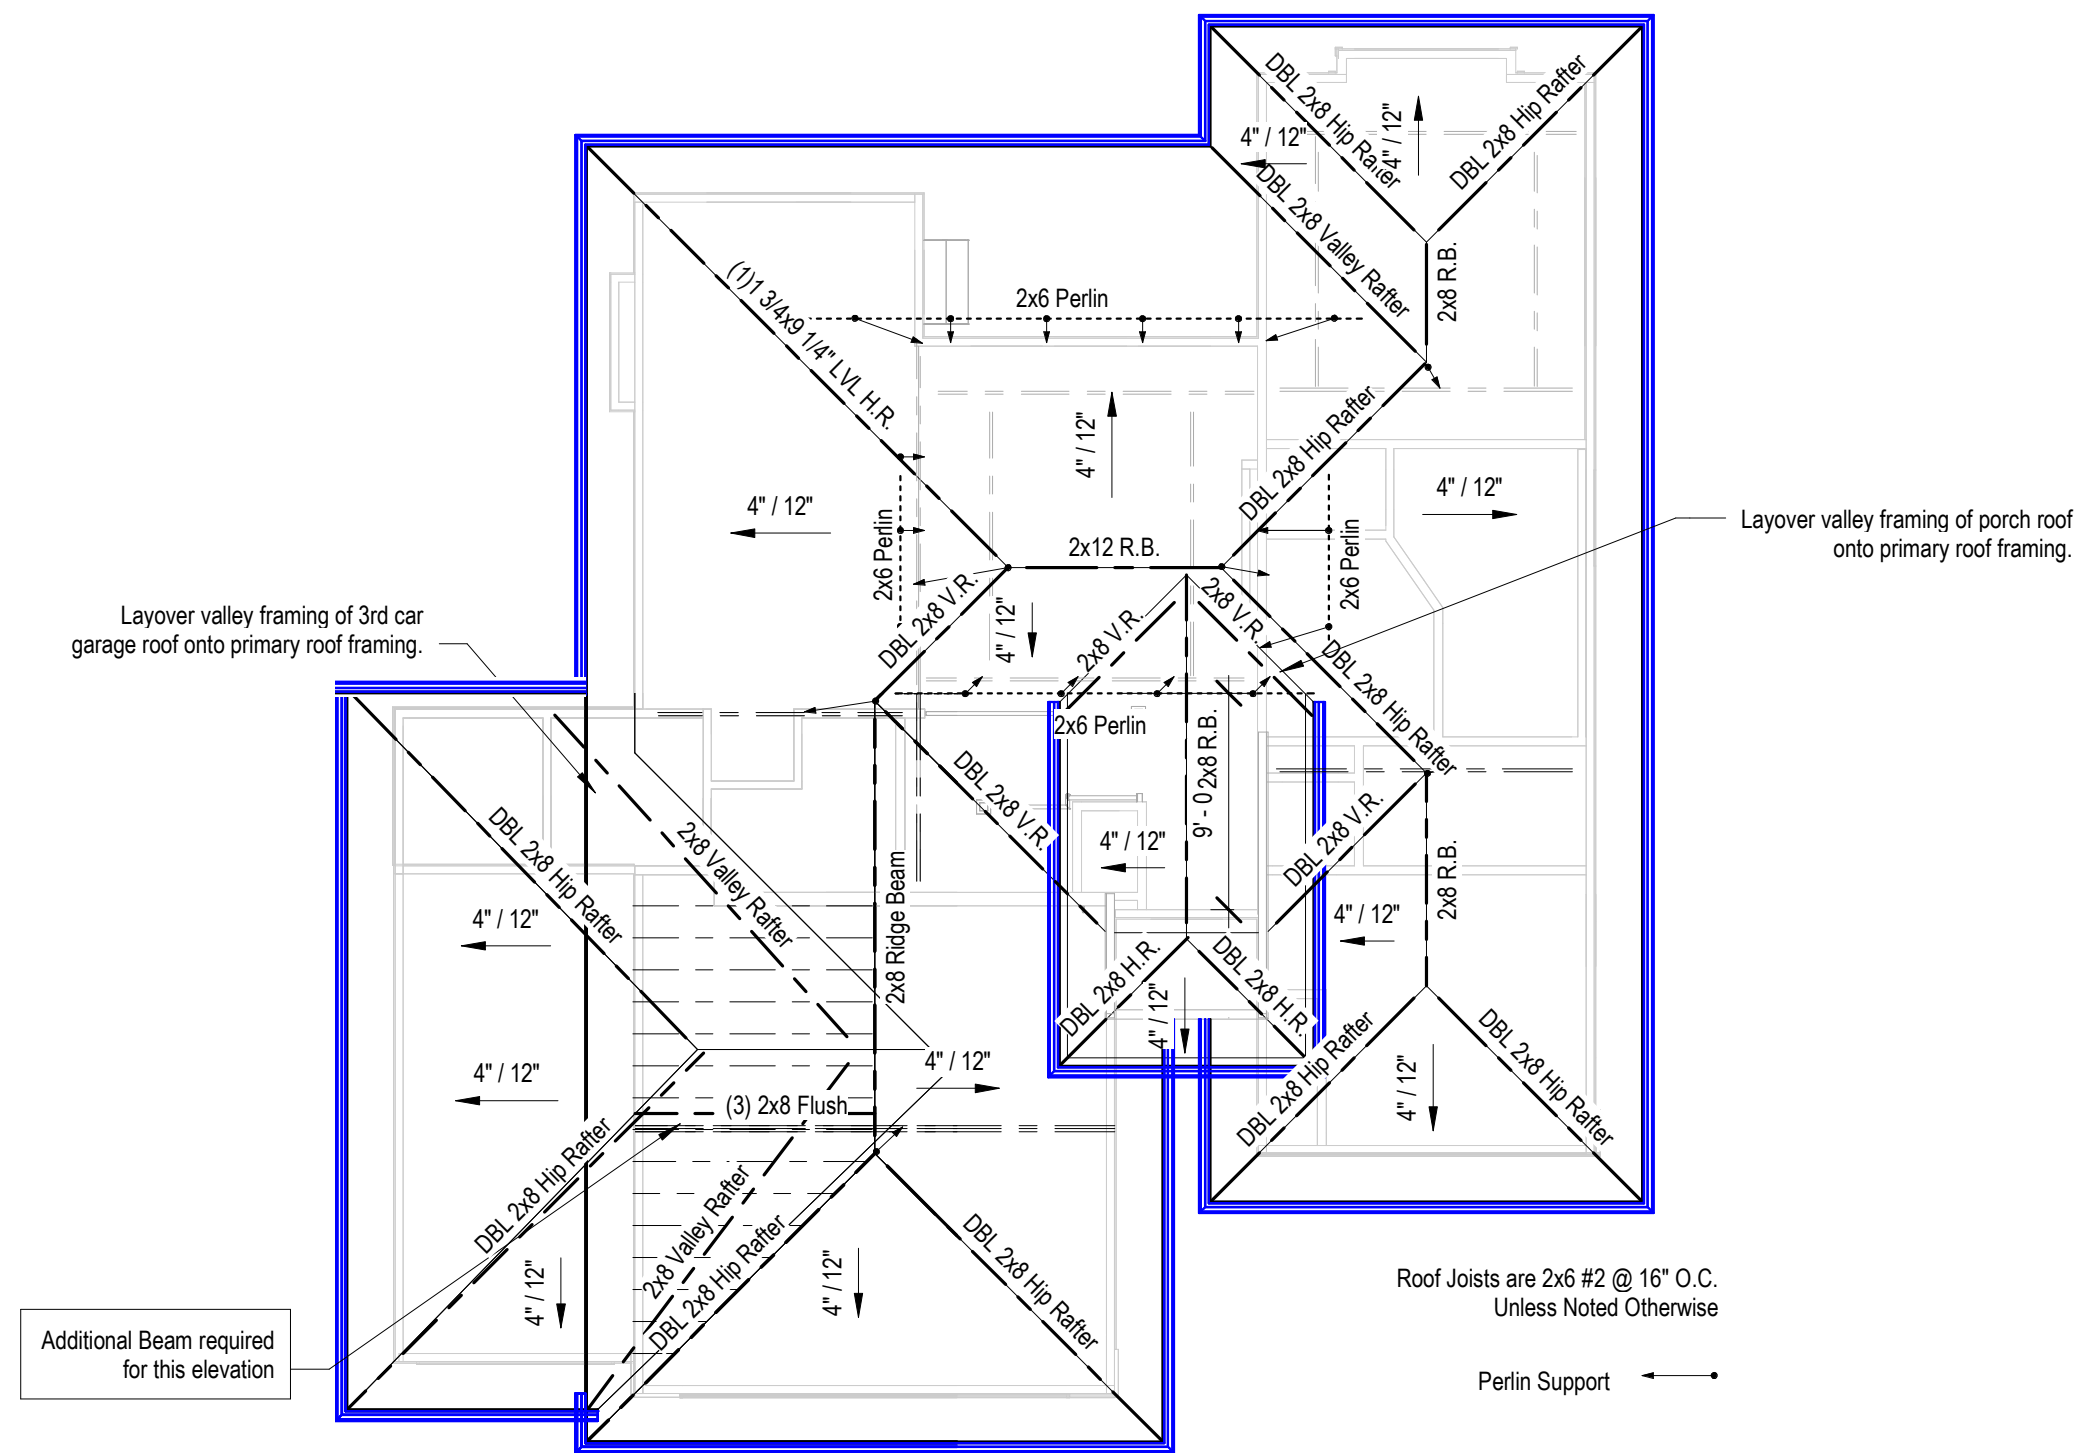 DBL 2x8 Hip Rafter
DBL 2x8 Hip Rafter
4" / 12"
4" / 12"
DBL 2x8 Valley Rafter
2x8 R.B.
(1)1 3/4x9 1/4" LVL H.R.
2x6 Perlin
4" / 12"
DBL 2x8 Hip Rafter
4" / 12"
4" / 12"
2x6 Perlin
2x12 R.B.
2x6 Perlin
Layover valley framing of porch roof
onto primary roof framing.
Layover valley framing of 3rd car
garage roof onto primary roof framing.
DBL 2x8 V.R.
4" / 12"
2x8 V.R.
2x8 V.R.
DBL 2x8 Hip Rafter
2x6 Perlin
9' - 0
2x8 R.B.
DBL 2x8 V.R.
4" / 12"
DBL 2x8 V.R.
2x8 R.B.
DBL 2x8 Hip Rafter
2x8 Valley Rafter
2x8 Ridge Beam
4" / 12"
4" / 12"
DBL 2x8 H.R.
DBL 2x8 H.R.
4" / 12"
4" / 12"
4" / 12"
(3) 2x8 Flush
DBL 2x8 Hip Rafter
4" / 12"
DBL 2x8 Hip Rafter
DBL 2x8 Hip Rafter
2x8 Valley Rafter
DBL 2x8 Hip Rafter
4" / 12"
4" / 12"
DBL 2x8 Hip Rafter
Additional Beam required
for this elevation
Roof Joists are 2x6 #2 @ 16" O.C.
Unless Noted Otherwise
Perlin Support